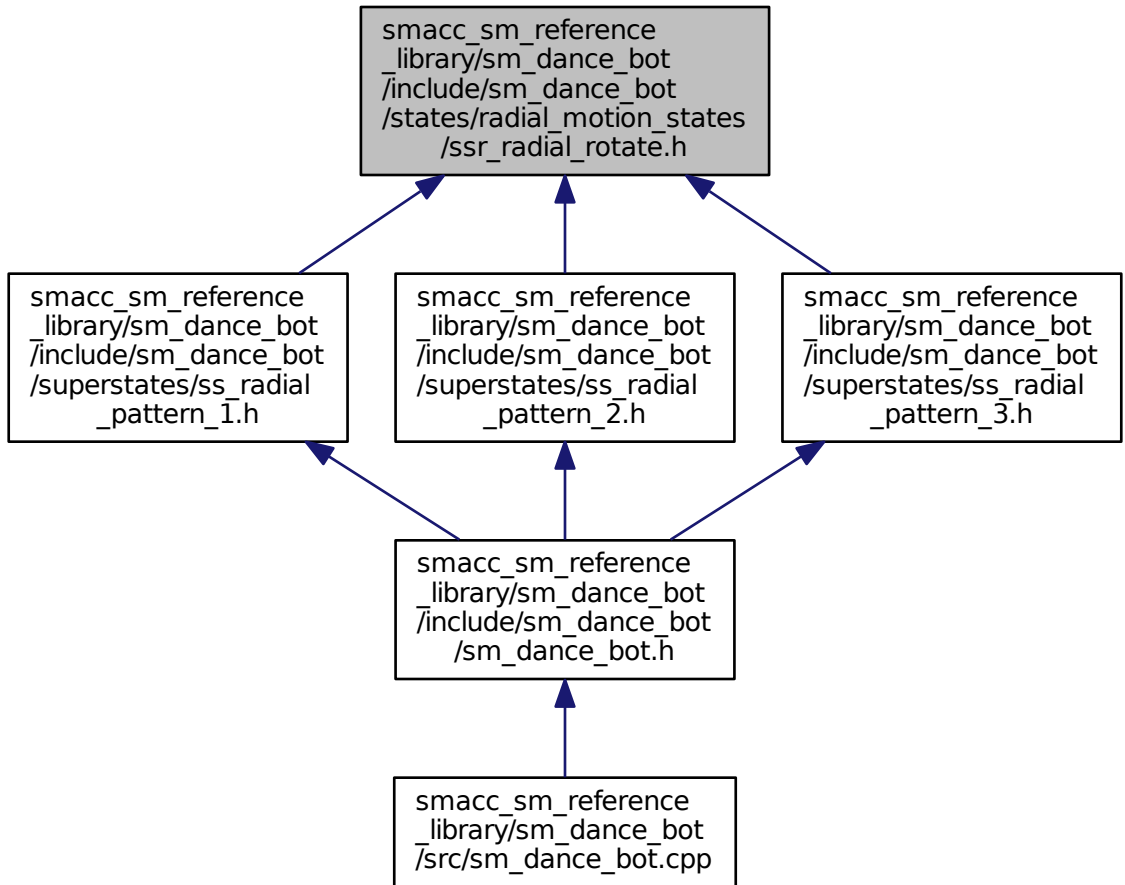 smacc_sm_reference
_library/sm_dance_bot
/include/sm_dance_bot
/states/radial_motion_states
/ssr_radial_rotate.h
smacc_sm_reference
_library/sm_dance_bot
/include/sm_dance_bot
/superstates/ss_radial
_pattern_1.h
smacc_sm_reference
_library/sm_dance_bot
/include/sm_dance_bot
/superstates/ss_radial
_pattern_2.h
smacc_sm_reference
_library/sm_dance_bot
/include/sm_dance_bot
/superstates/ss_radial
_pattern_3.h
smacc_sm_reference
_library/sm_dance_bot
/include/sm_dance_bot
/sm_dance_bot.h
smacc_sm_reference
_library/sm_dance_bot
/src/sm_dance_bot.cpp